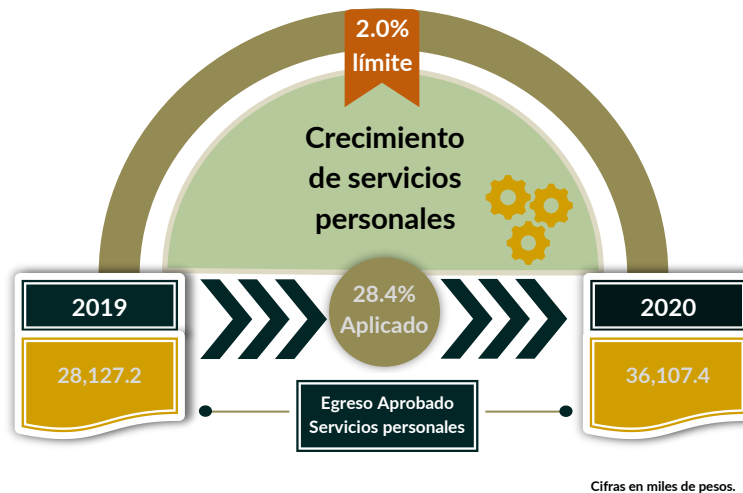 2.0%
límite
Crecimiento
de servicios
personales
2019
28.4%
Aplicado
2020
28,127.2
36,107.4
Egreso Aprobado
Servicios personales
Cifras en miles de pesos.